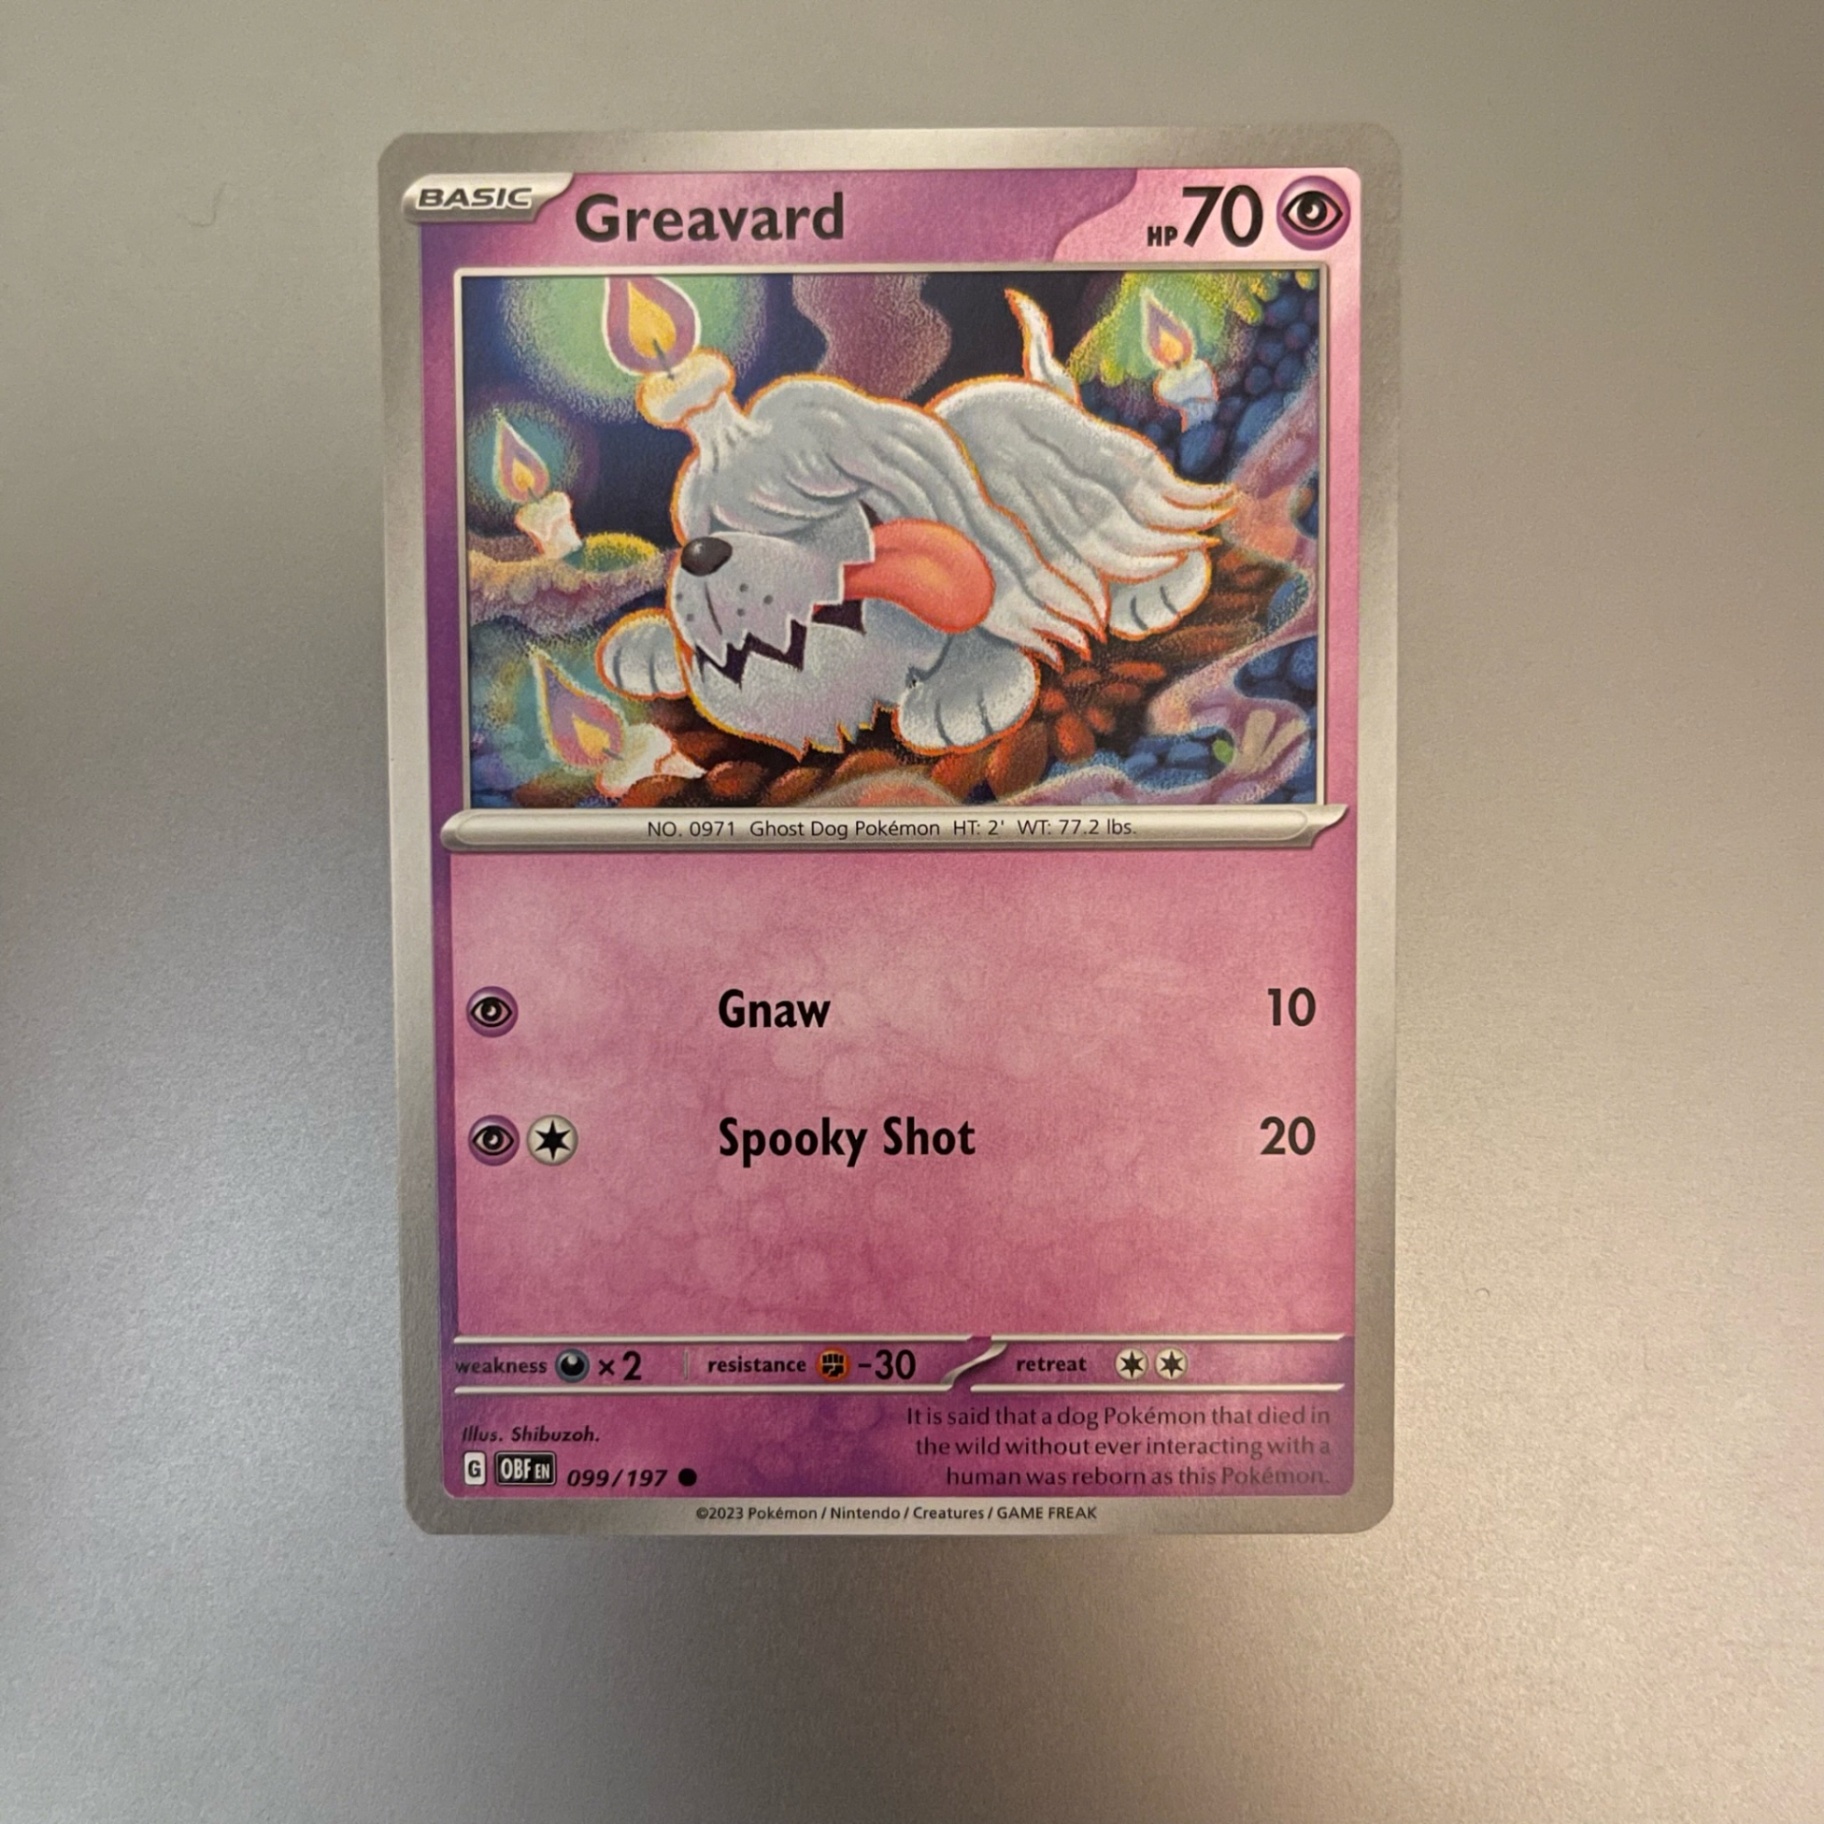 BASIC Greavard HP 70
NO. 0971 Ghost Dog Pokémon HT: 2' WT: 77.2 lbs.
Gnaw 10
Spooky Shot 20
weakness ×2 resistance -30 retreat
Illus. Shibuzoh.
It is said that a dog Pokémon that died in
the wild without ever interacting with a
human was reborn as this Pokémon.
G OBF EN 099/197
©2023 Pokémon / Nintendo / Creatures / GAME FREAK